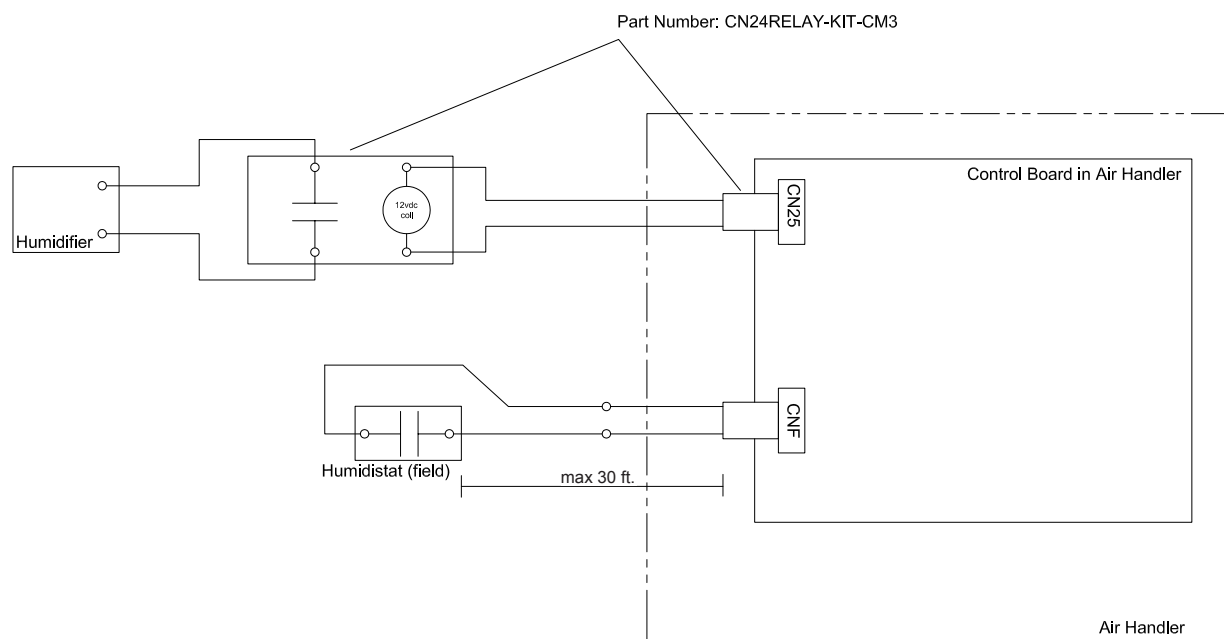 Part Number: CN24RELAY-KIT-CM3
Control Board in Air Handler
CN25
12vdc
coil
Humidifier
CNF
Humidistat (field)
max 30 ft.
Air Handler